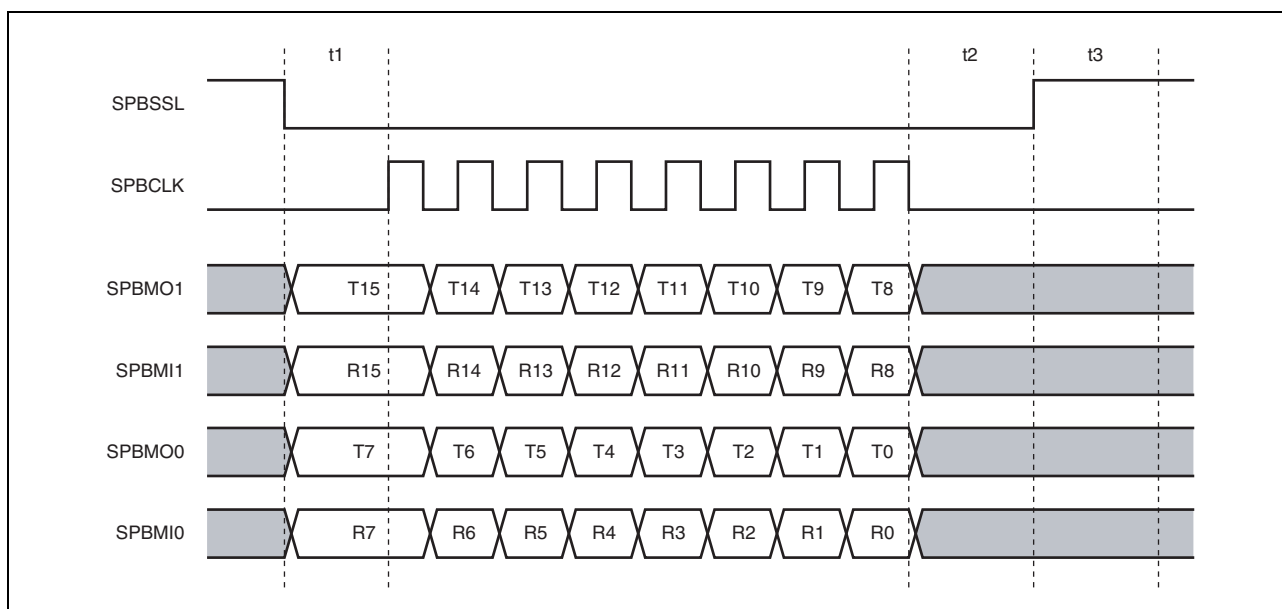 t1 t2 t3
SPBSSL
SPBCLK
SPBMO1 T15 T14 T13 T12 T11 T10 T9 T8
SPBMI1 R15 R14 R13 R12 R11 R10 R9 R8
SPBMO0 T7 T6 T5 T4 T3 T2 T1 T0
SPBMI0 R7 R6 R5 R4 R3 R2 R1 R0